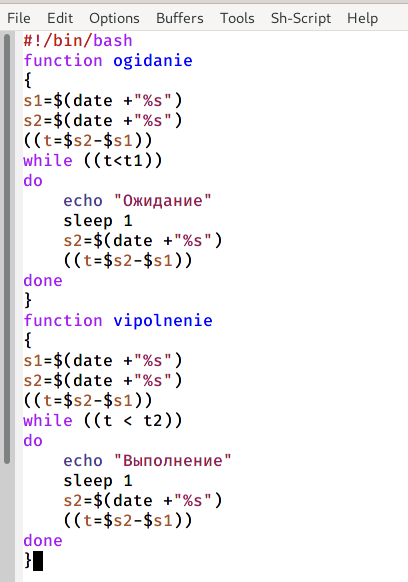 File Edit Options Buffers Tools Sh-Script Help
#!/bin/bash
function ogidanie
{
s1=$(date +"%s")
s2=$(date +"%s")
((t=$s2-$s1))
while ((t<t1))
do
    echo "Ожидание"
    sleep 1
    s2=$(date +"%s")
    ((t=$s2-$s1))
done
}
function vipolnenie
{
s1=$(date +"%s")
s2=$(date +"%s")
((t=$s2-$s1))
while ((t < t2))
do
    echo "Выполнение"
    sleep 1
    s2=$(date +"%s")
    ((t=$s2-$s1))
done
}